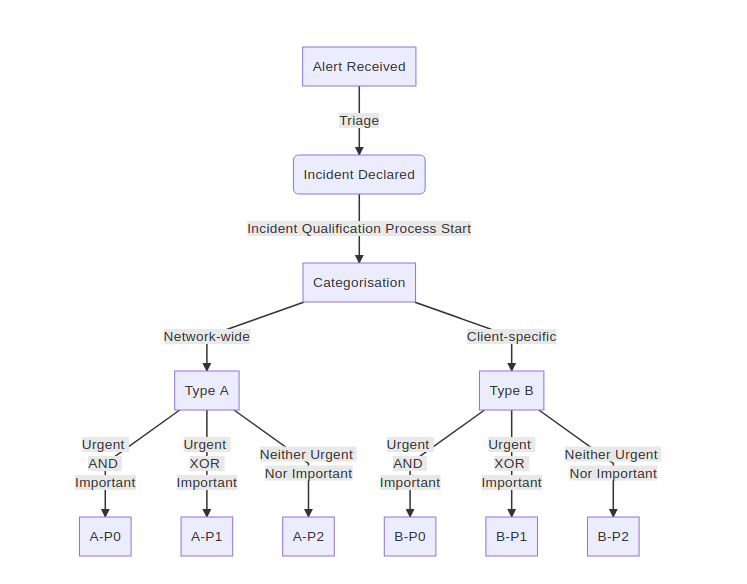 Alert Received
Triage
Incident Declared
Incident Qualification Process Start
Categorisation
Network-wide
Client-specific
Type A
Type B
Urgent
AND
Important
Urgent
XOR
Important
Neither Urgent
Nor Important
Urgent
AND
Important
Urgent
XOR
Important
Neither Urgent
Nor Important
A-P0
A-P1
A-P2
B-P0
B-P1
B-P2